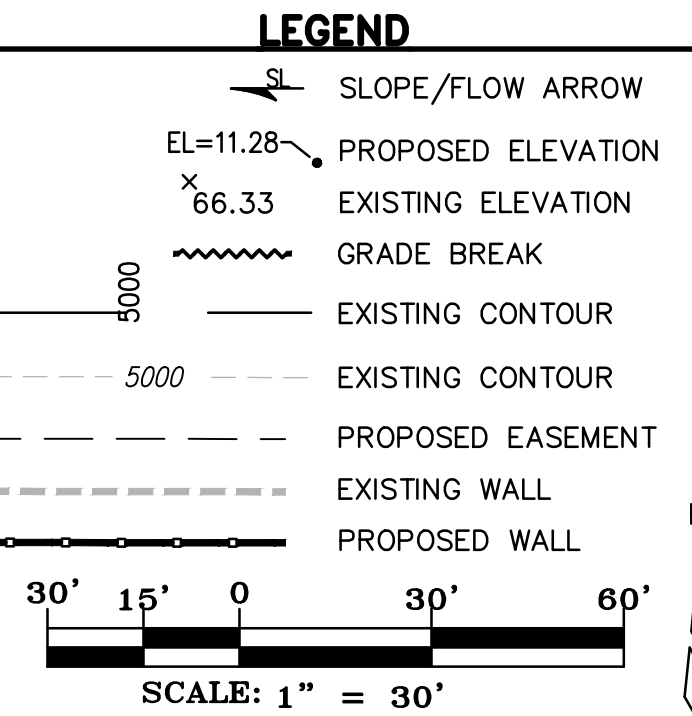 LEGEND
SL SLOPE/FLOW ARROW
EL=11.28 PROPOSED ELEVATION
66.33 EXISTING ELEVATION
GRADE BREAK
5000 EXISTING CONTOUR
5000 EXISTING CONTOUR
PROPOSED EASEMENT
EXISTING WALL
PROPOSED WALL
30' 15' 0 30' 60'
SCALE: 1" = 30'